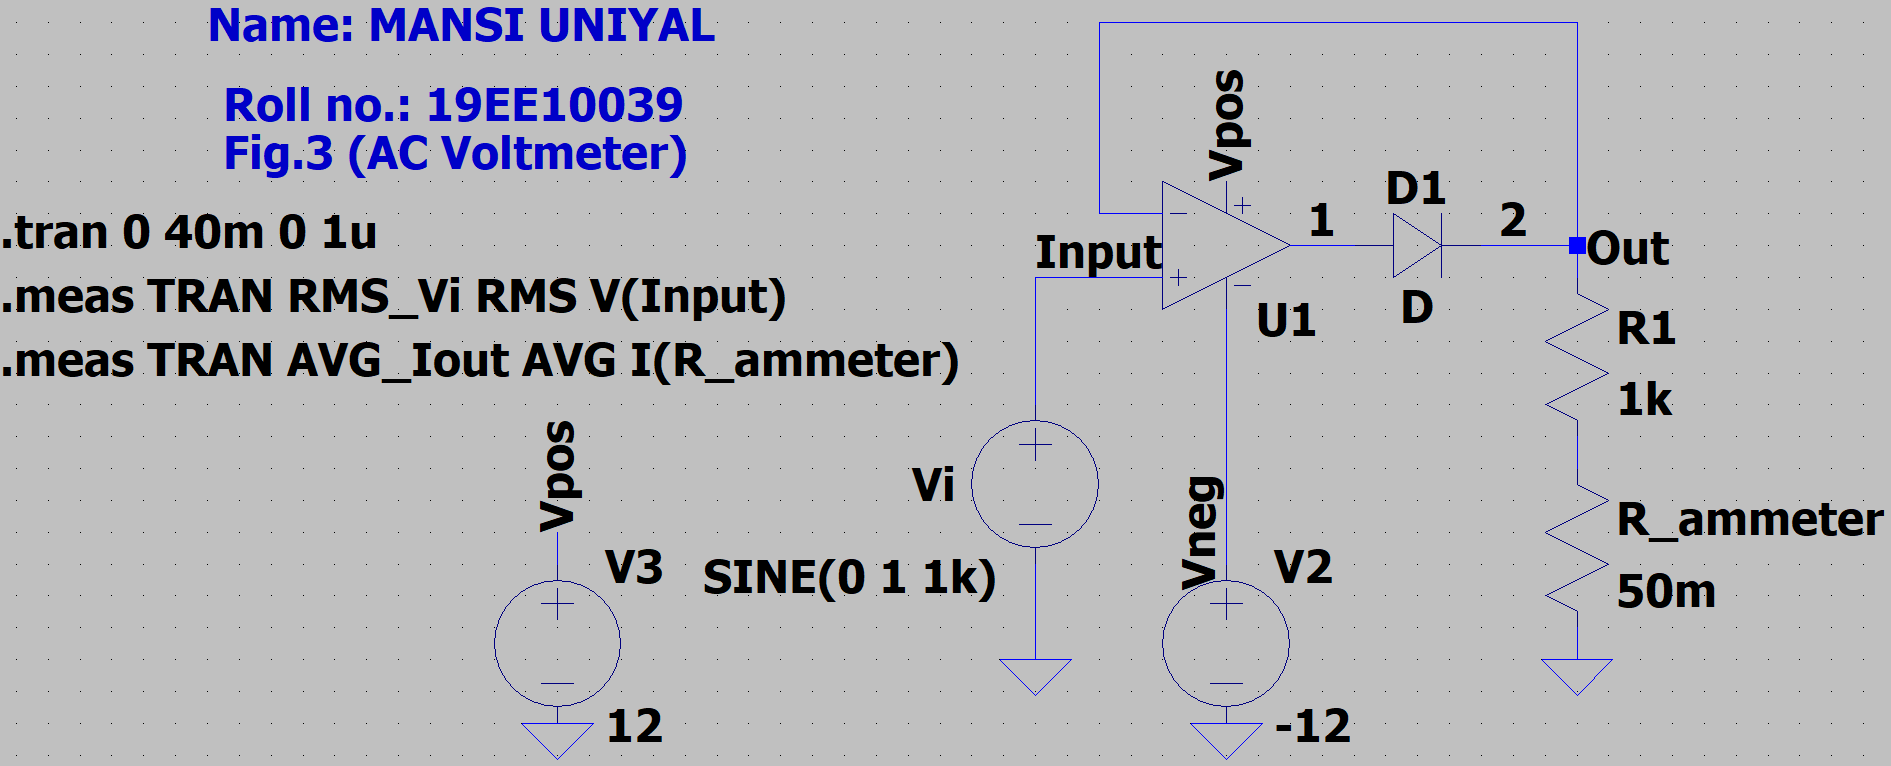 Name: MANSI UNIYAL
Roll no.: 19EE10039
Fig.3 (AC Voltmeter)
.tran 0 40m 0 1u
.meas TRAN RMS_Vi RMS V(Input)
.meas TRAN AVG_Iout AVG I(R_ammeter)
Vpos
D1
1
2
Input
Out
U1
D
R1
1k
Vpos
Vi
Vneg
R_ammeter
50m
V3
SINE(0 1 1k)
V2
12
-12